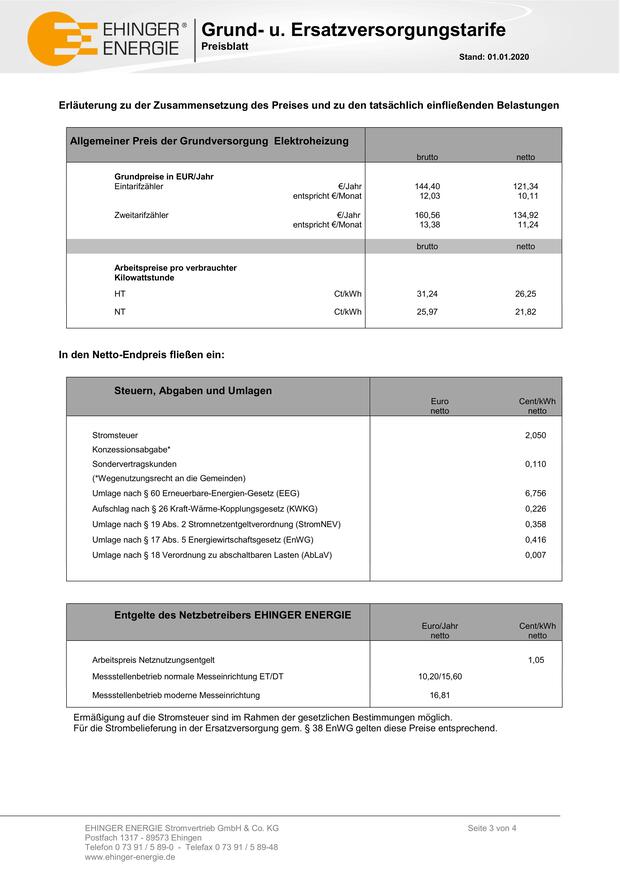 EHINGER ®
ENERGIE
Grund- u. Ersatzversorgungstarife
Preisblatt
Stand: 01.01.2020
Erläuterung zu der Zusammensetzung des Preises und zu den tatsächlich einfließenden Belastungen
Allgemeiner Preis der Grundversorgung Elektroheizung
brutto netto
Grundpreise in EUR/Jahr
Eintarifzähler €/Jahr 144,40 121,34
entspricht €/Monat 12,03 10,11
Zweitarifzähler €/Jahr 160,56 134,92
entspricht €/Monat 13,38 11,24
brutto netto
Arbeitspreise pro verbrauchter
Kilowattstunde
HT Ct/kWh 31,24 26,25
NT Ct/kWh 25,97 21,82
In den Netto-Endpreis fließen ein:
Steuern, Abgaben und Umlagen
Euro Cent/kWh
netto netto
Stromsteuer 2,050
Konzessionsabgabe*
Sondervertragskunden 0,110
(*Wegenutzungsrecht an die Gemeinden)
Umlage nach § 60 Erneuerbare-Energien-Gesetz (EEG) 6,756
Aufschlag nach § 26 Kraft-Wärme-Kopplungsgesetz (KWKG) 0,226
Umlage nach § 19 Abs. 2 Stromnetzentgeltverordnung (StromNEV) 0,358
Umlage nach § 17 Abs. 5 Energiewirtschaftsgesetz (EnWG) 0,416
Umlage nach § 18 Verordnung zu abschaltbaren Lasten (AbLaV) 0,007
Entgelte des Netzbetreibers EHINGER ENERGIE
Euro/Jahr Cent/kWh
netto netto
Arbeitspreis Netznutzungsentgelt 1,05
Messstellenbetrieb normale Messeinrichtung ET/DT 10,20/15,60
Messstellenbetrieb moderne Messeinrichtung 16,81
Ermäßigung auf die Stromsteuer sind im Rahmen der gesetzlichen Bestimmungen möglich.
Für die Strombelieferung in der Ersatzversorgung gem. § 38 EnWG gelten diese Preise entsprechend.
EHINGER ENERGIE Stromvertrieb GmbH & Co. KG Seite 3 von 4
Postfach 1317 - 89573 Ehingen
Telefon 0 73 91 / 5 89-0 - Telefax 0 73 91 / 5 89-48
www.ehinger-energie.de